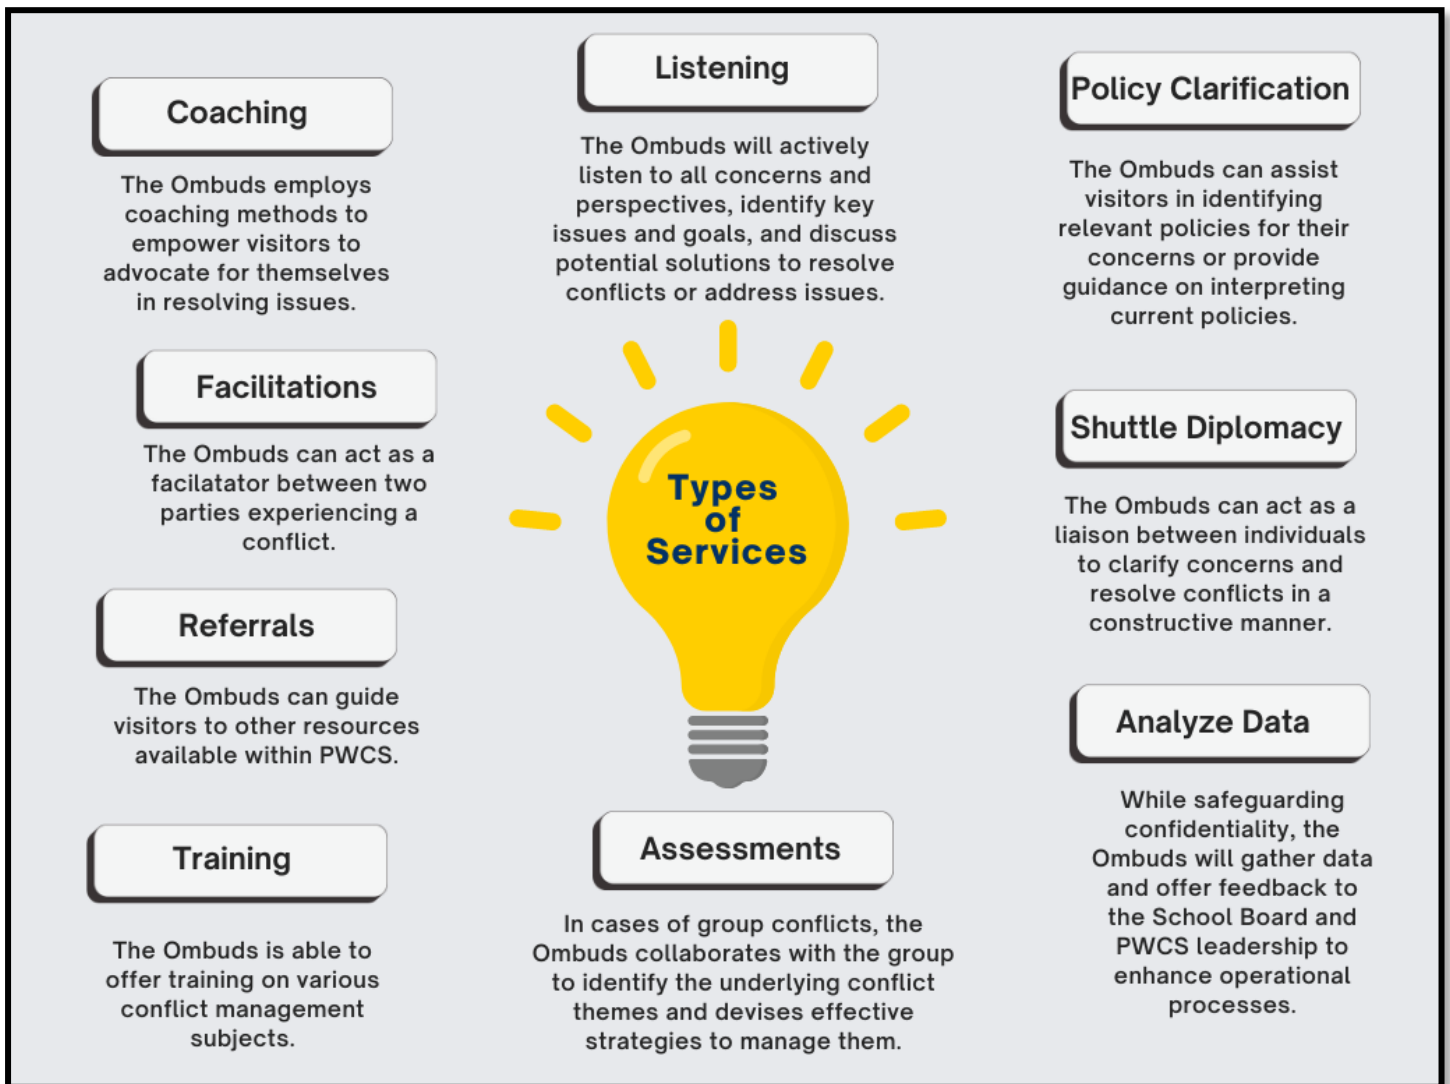 Coaching
The Ombuds employs
coaching methods to
empower visitors to
advocate for themselves
in resolving issues.
Facilitations
The Ombuds can act as a
facilatator between two
parties experiencing a
conflict.
Referrals
The Ombuds can guide
visitors to other resources
available within PWCS.
Training
The Ombuds is able to
offer training on various
conflict management
subjects.
Listening
The Ombuds will actively
listen to all concerns and
perspectives, identify key
issues and goals, and discuss
potential solutions to resolve
conflicts or address issues.
Types
of
Services
Assessments
In cases of group conflicts, the
Ombuds collaborates with the group
to identify the underlying conflict
themes and devises effective
strategies to manage them.
Policy Clarification
The Ombuds can assist
visitors in identifying
relevant policies for their
concerns or provide
guidance on interpreting
current policies.
Shuttle Diplomacy
The Ombuds can act as a
liaison between individuals
to clarify concerns and
resolve conflicts in a
constructive manner.
Analyze Data
While safeguarding
confidentiality, the
Ombuds will gather data
and offer feedback to
the School Board and
PWCS leadership to
enhance operational
processes.